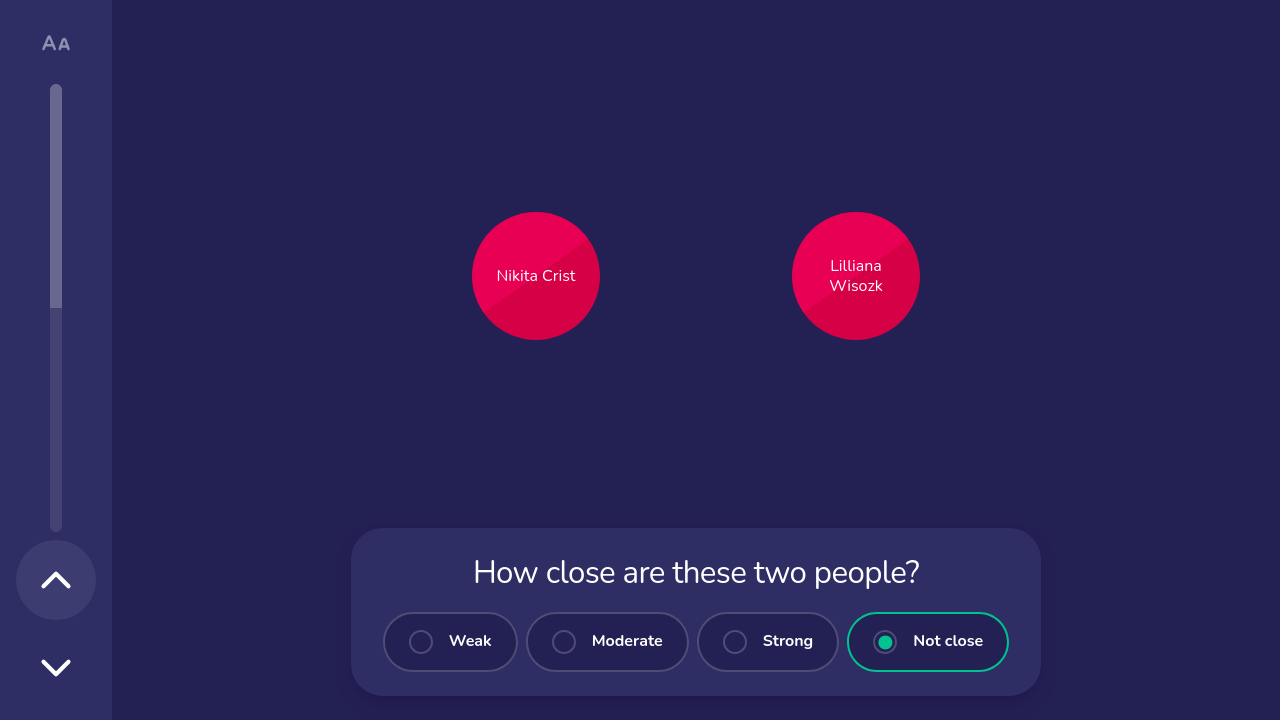 AA
Nikita Crist
Lilliana
Wisozk
How close are these two people?
Weak
Moderate
Strong
Not close